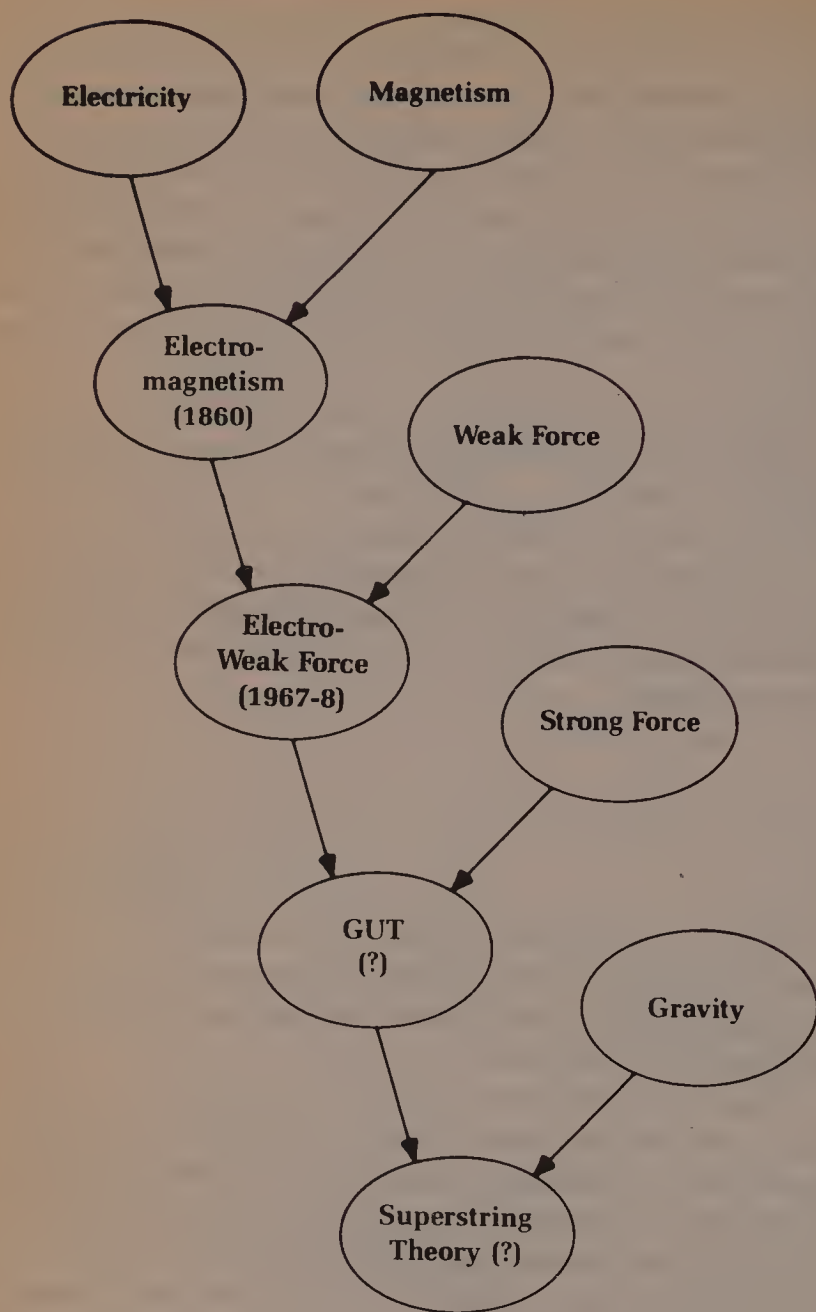 Electricity
Magnetism
Electro-
magnetism
(1860)
Weak Force
Electro-
Weak Force
(1967-8)
Strong Force
GUT
(?)
Gravity
Superstring
Theory (?)